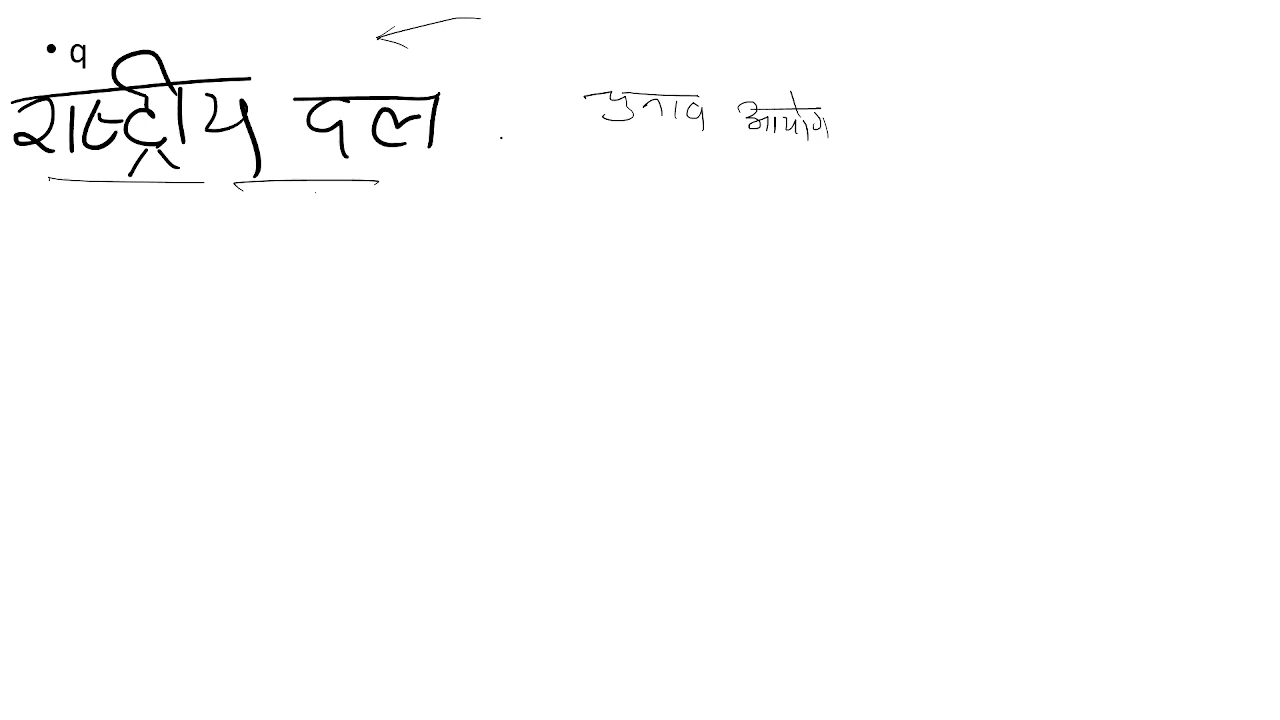 • q
राष्ट्रीय दल
चुनाव आयोग